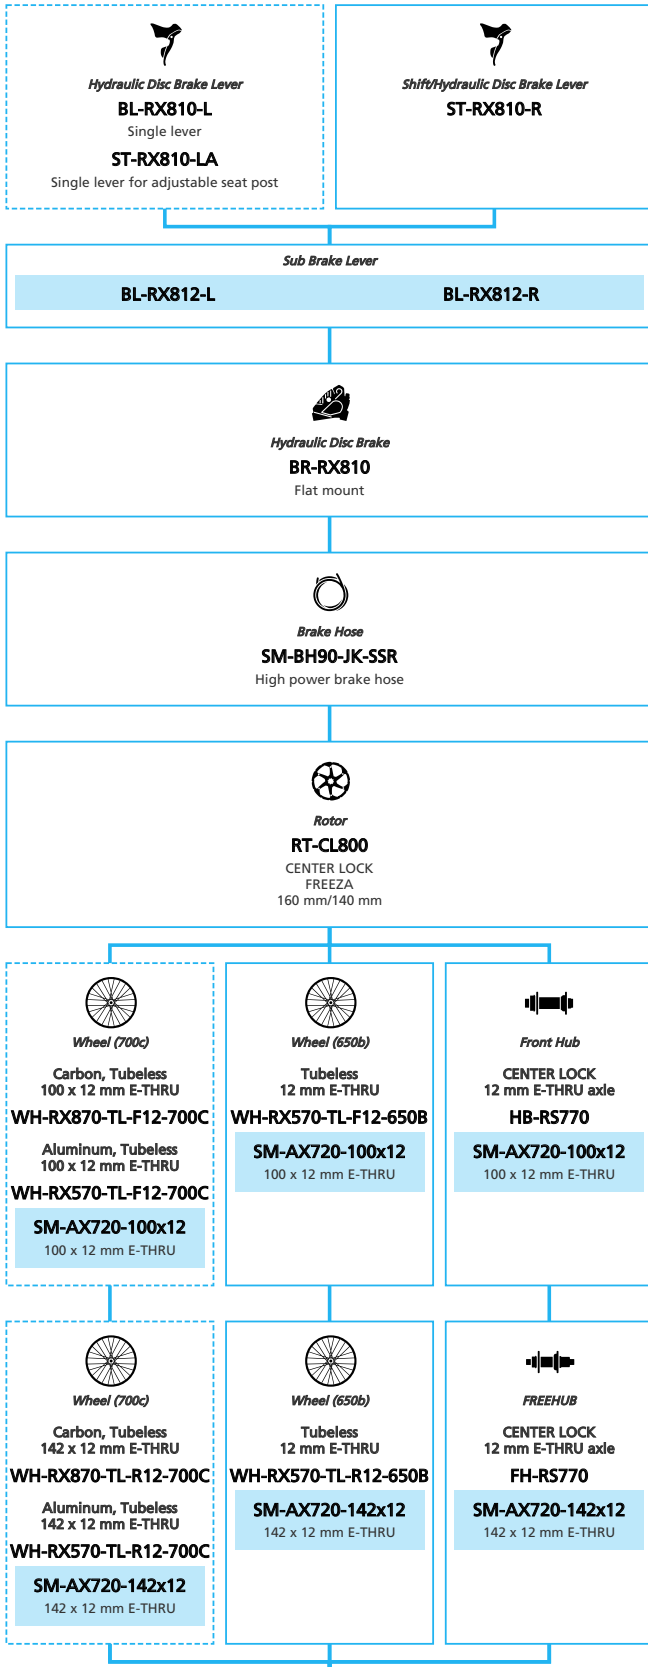 Hydraulic Disc Brake Lever
BL-RX810-L
Single lever
ST-RX810-LA
Single lever for adjustable seat post
Shift/Hydraulic Disc Brake Lever
ST-RX810-R
Sub Brake Lever
BL-RX812-L
BL-RX812-R
Hydraulic Disc Brake
BR-RX810
Flat mount
Brake Hose
SM-BH90-JK-SSR
High power brake hose
Rotor
RT-CL800
CENTER LOCK
FREEZA
160 mm/140 mm
Wheel (700c)
Carbon, Tubeless
100 x 12 mm E-THRU
WH-RX870-TL-F12-700C
Aluminum, Tubeless
100 x 12 mm E-THRU
WH-RX570-TL-F12-700C
SM-AX720-100x12
100 x 12 mm E-THRU
Wheel (650b)
Tubeless
12 mm E-THRU
WH-RX570-TL-F12-650B
SM-AX720-100x12
100 x 12 mm E-THRU
Front Hub
CENTER LOCK
12 mm E-THRU axle
HB-RS770
SM-AX720-100x12
100 x 12 mm E-THRU
Wheel (700c)
Carbon, Tubeless
142 x 12 mm E-THRU
WH-RX870-TL-R12-700C
Aluminum, Tubeless
142 x 12 mm E-THRU
WH-RX570-TL-R12-700C
SM-AX720-142x12
142 x 12 mm E-THRU
Wheel (650b)
Tubeless
12 mm E-THRU
WH-RX570-TL-R12-650B
SM-AX720-142x12
142 x 12 mm E-THRU
FREEHUB
CENTER LOCK
12 mm E-THRU axle
FH-RS770
SM-AX720-142x12
142 x 12 mm E-THRU